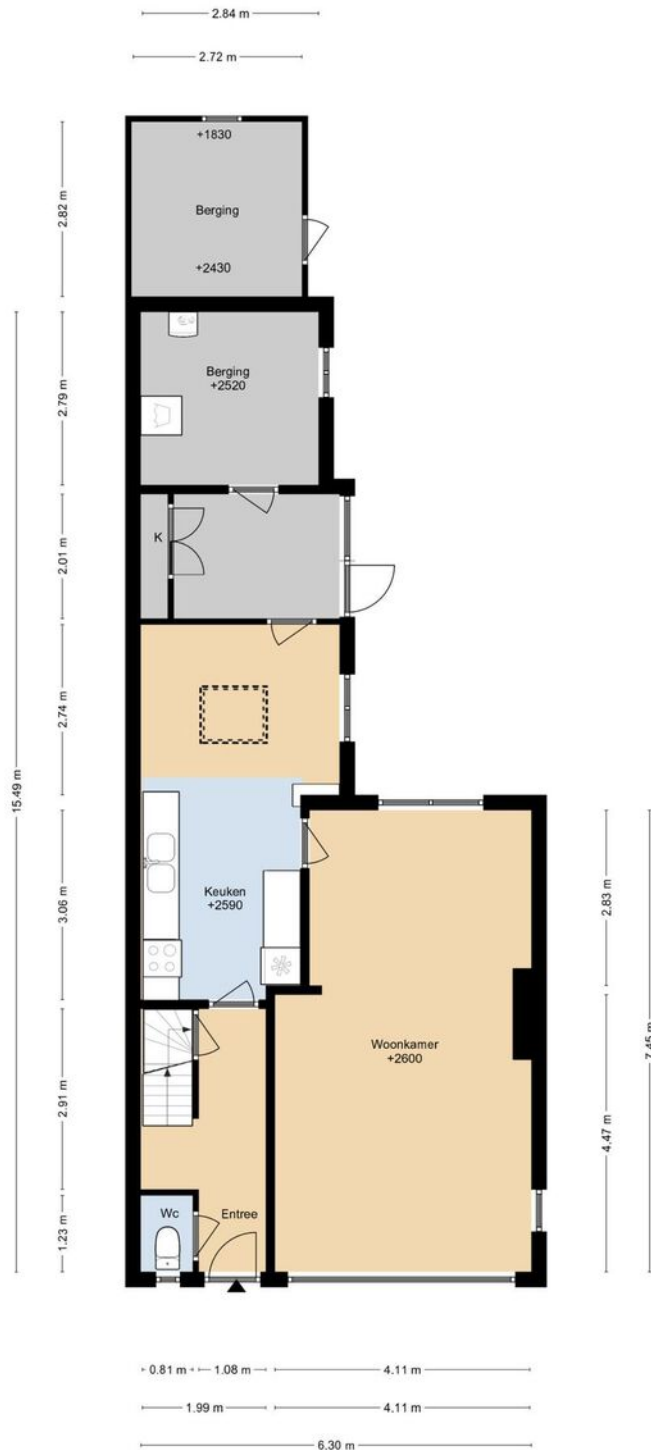 2.84 m
2.72 m
+1830
Berging
+2430
2.82 m
Berging
+2520
2.79 m
K
2.01 m
2.74 m
15.49 m
Keuken
+2590
3.06 m
2.83 m
Woonkamer
+2600
7.45 m
2.91 m
4.47 m
Wc
Entree
1.23 m
0.81 m
1.08 m
4.11 m
1.99 m
4.11 m
6.30 m